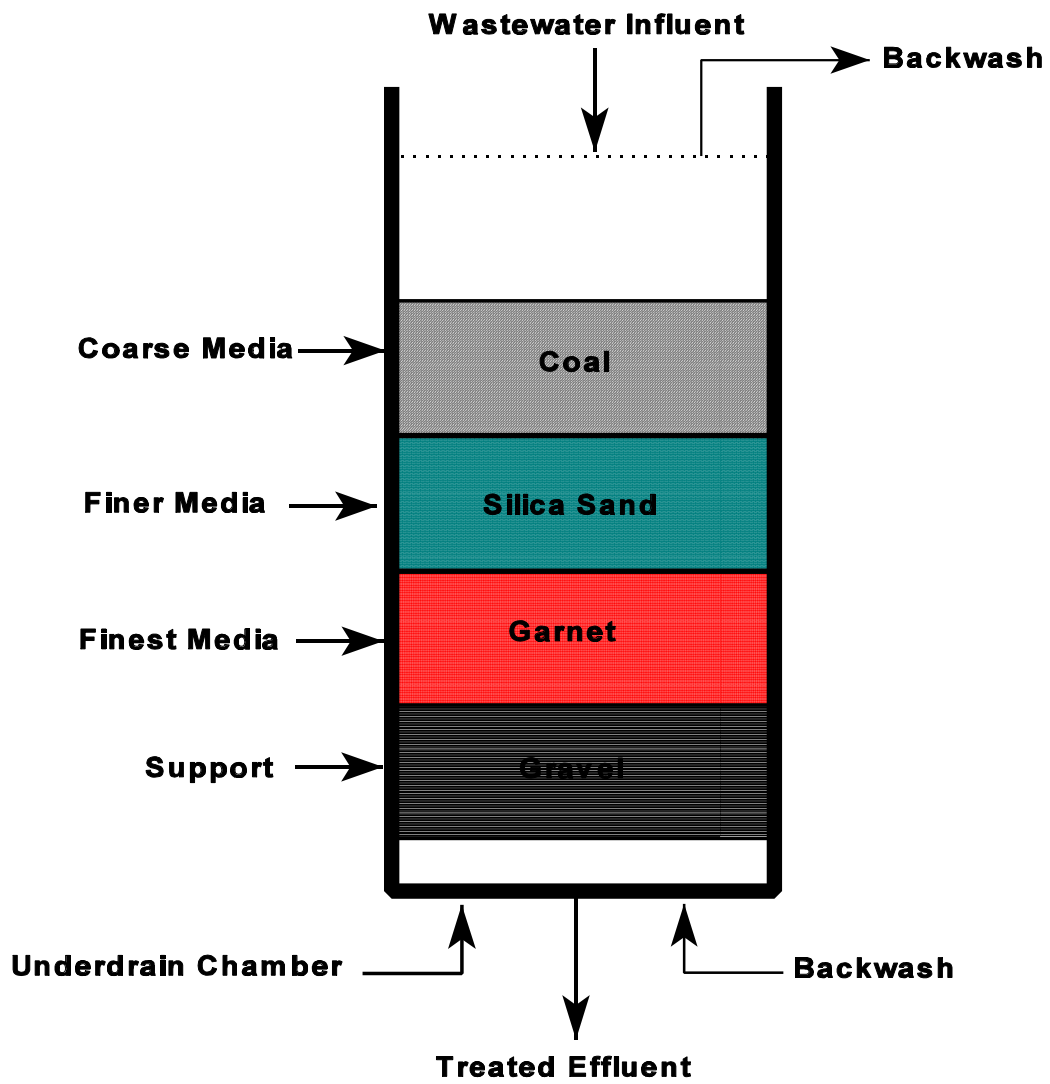 Wastewater Influent
Backwash
Coarse Media
Coal
Finer Media
Silica Sand
Finest Media
Garnet
Support
Gravel
Underdrain Chamber
Backwash
Treated Effluent